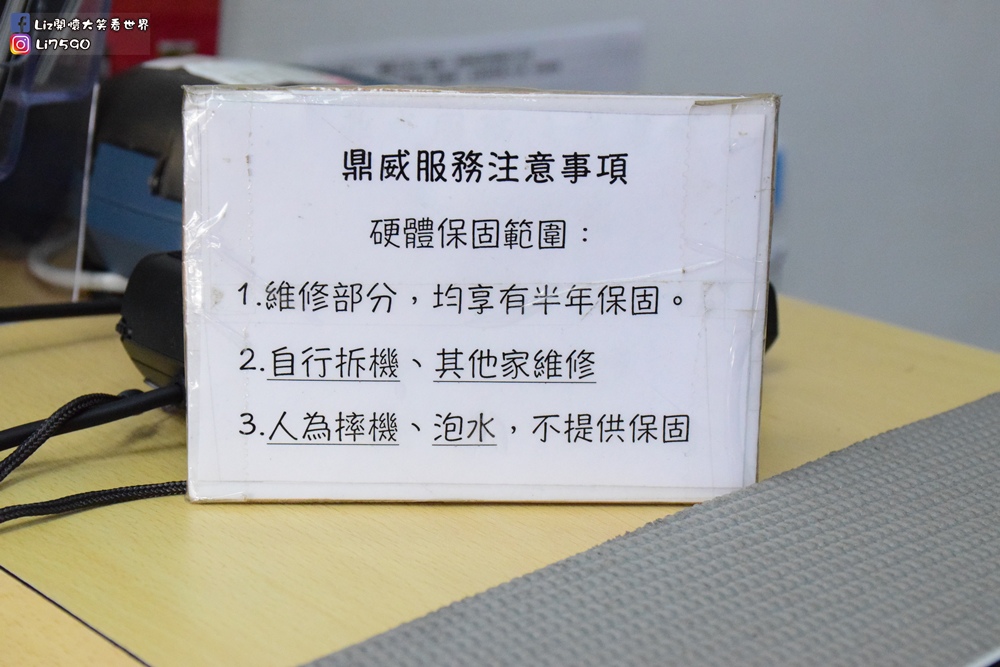 Liz開懷大笑看世界
Li7590
鼎威服務注意事項
硬體保固範圍：
1.維修部分，均享有半年保固。
2.自行拆機、其他家維修
3.人為摔機、泡水，不提供保固